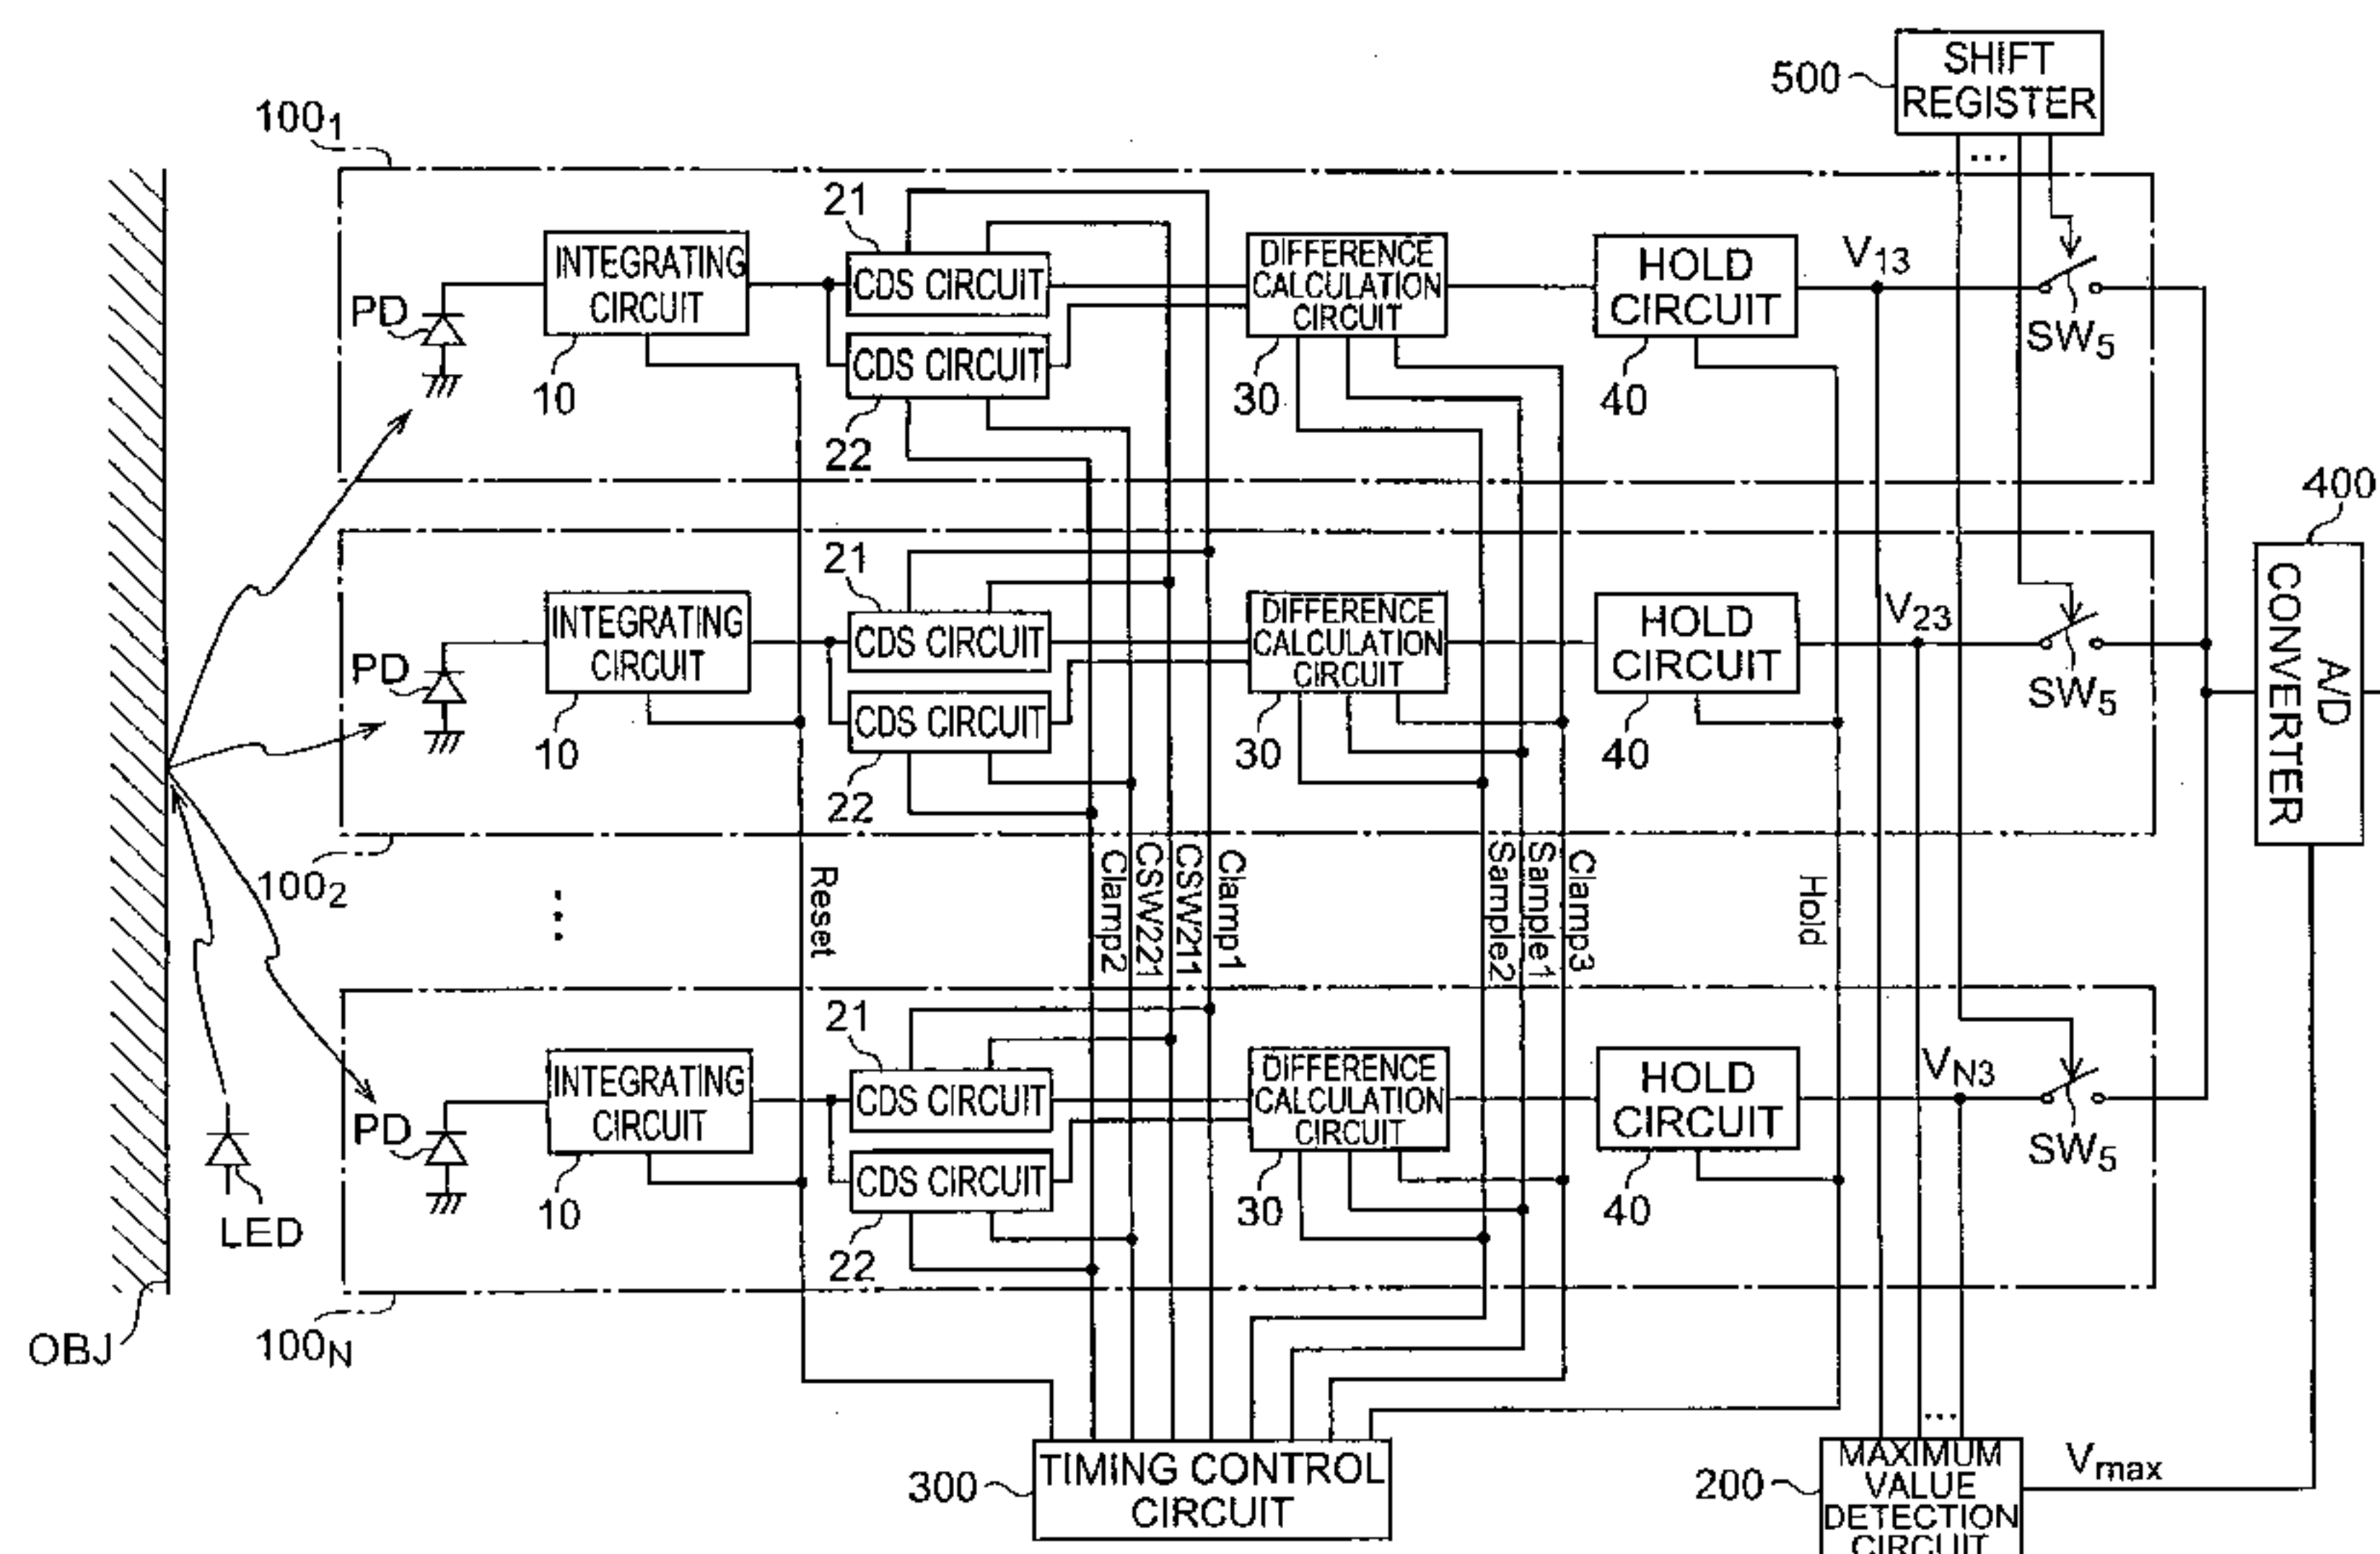 SHIFT
REGISTER
500
100₁
21
INTEGRATING
CIRCUIT
CDS CIRCUIT
DIFFERENCE
CALCULATION
CIRCUIT
HOLD
CIRCUIT
V₁₃
PD
SW₅
CDS CIRCUIT
10
22
30
40
400
A/D
CONVERTER
21
INTEGRATING
CIRCUIT
CDS CIRCUIT
DIFFERENCE
CALCULATION
CIRCUIT
HOLD
CIRCUIT
V₂₃
PD
SW₅
CDS CIRCUIT
10
22
30
40
100₂
Reset
Clamp2
CSW221
CSW211
Clamp1
Sample2
Sample1
Clamp3
Hold
21
INTEGRATING
CIRCUIT
CDS CIRCUIT
DIFFERENCE
CALCULATION
CIRCUIT
HOLD
CIRCUIT
V_N3
PD
SW₅
CDS CIRCUIT
10
22
30
40
LED
OBJ
100_N
300
TIMING CONTROL
CIRCUIT
200
MAXIMUM
VALUE
DETECTION
CIRCUIT
V_max